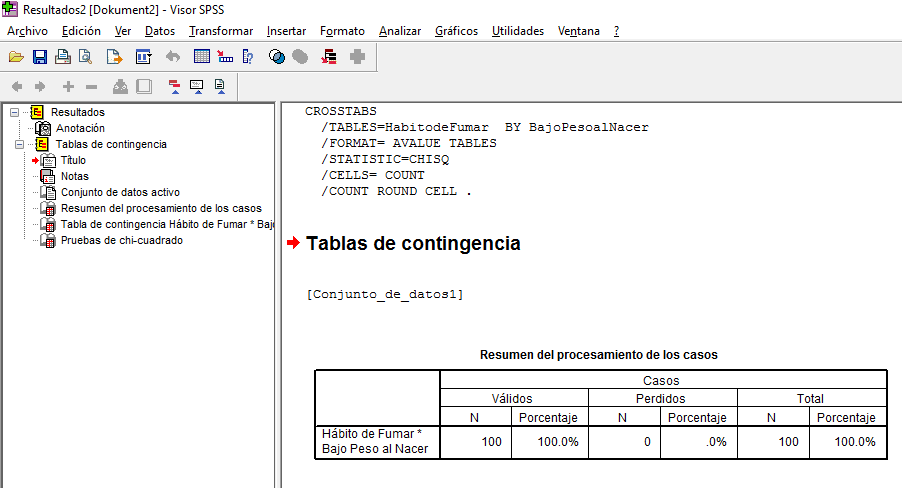 Resultados2 [Dokument2] - Visor SPSS
Archivo Edición Ver Datos Transformar Insertar Formato Analizar Gráficos Utilidades Ventana ?
Resultados
Anotación
Tablas de contingencia
Título
Notas
Conjunto de datos activo
Resumen del procesamiento de los casos
Tabla de contingencia Hábito de Fumar * Baj
Pruebas de chi-cuadrado
CROSSTABS
/TABLES=HabitodeFumar BY BajoPesoalNacer
/FORMAT= AVALUE TABLES
/STATISTIC=CHISQ
/CELLS= COUNT
/COUNT ROUND CELL .
Tablas de contingencia
[Conjunto_de_datos1]
Resumen del procesamiento de los casos
Casos
Válidos Perdidos Total
N Porcentaje N Porcentaje N Porcentaje
Hábito de Fumar *
Bajo Peso al Nacer 100 100.0% 0 .0% 100 100.0%